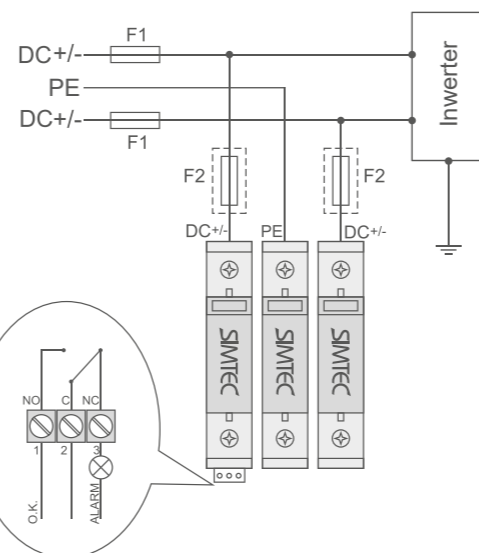 F1
DC+/-
PE
DC+/-
F1
Inwerter
F2
F2
DC+/-
PE
DC+/-
SIMTEC
SIMTEC
SIMTEC
NO
C
NC
1
2
3
O.K.
ALARM